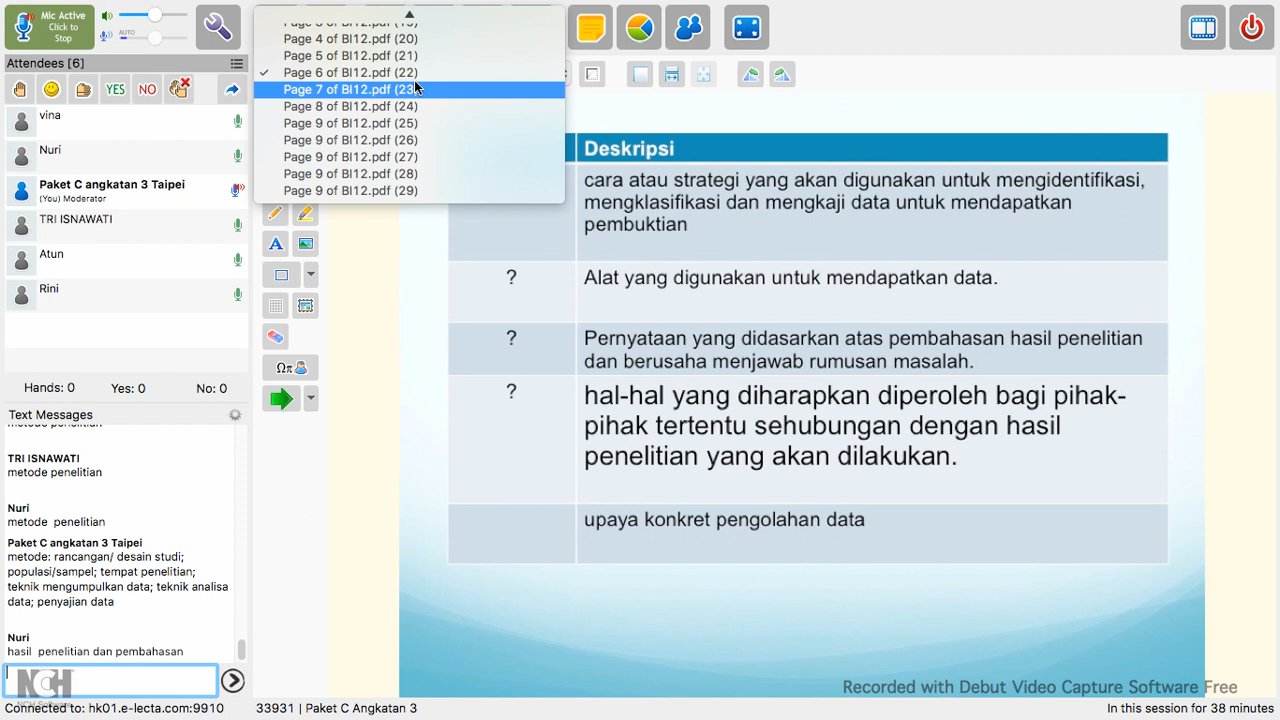 Mic Active
Click to
Stop
AUTO
Attendees [6]
YES
NO
vina
Nuri
Paket C angkatan 3 Taipei
(You) Moderator
TRI ISNAWATI
Atun
Rini
Hands: 0 Yes: 0 No: 0
Text Messages
metode penelitian
TRI ISNAWATI
metode penelitian
Nuri
metode penelitian
Paket C angkatan 3 Taipei
metode: rancangan/ desain studi;
populasi/sampel; tempat penelitian;
teknik mengumpulkan data; teknik analisa
data; penyajian data
Nuri
hasil penelitian dan pembahasan
NCH
NCH Software
Connected to: hk01.e-lecta.com:9910
33931 | Paket C Angkatan 3
In this session for 38 minutes
Page 4 of BI12.pdf (20)
Page 5 of BI12.pdf (21)
✓ Page 6 of BI12.pdf (22)
Page 7 of BI12.pdf (23)
Page 8 of BI12.pdf (24)
Page 9 of BI12.pdf (25)
Page 9 of BI12.pdf (26)
Page 9 of BI12.pdf (27)
Page 9 of BI12.pdf (28)
Page 9 of BI12.pdf (29)
A
Ωπ
Deskripsi
cara atau strategi yang akan digunakan untuk mengidentifikasi,
mengklasifikasi dan mengkaji data untuk mendapatkan
pembuktian
? Alat yang digunakan untuk mendapatkan data.
? Pernyataan yang didasarkan atas pembahasan hasil penelitian
dan berusaha menjawab rumusan masalah.
? hal-hal yang diharapkan diperoleh bagi pihak-
pihak tertentu sehubungan dengan hasil
penelitian yang akan dilakukan.
upaya konkret pengolahan data
Recorded with Debut Video Capture Software Free